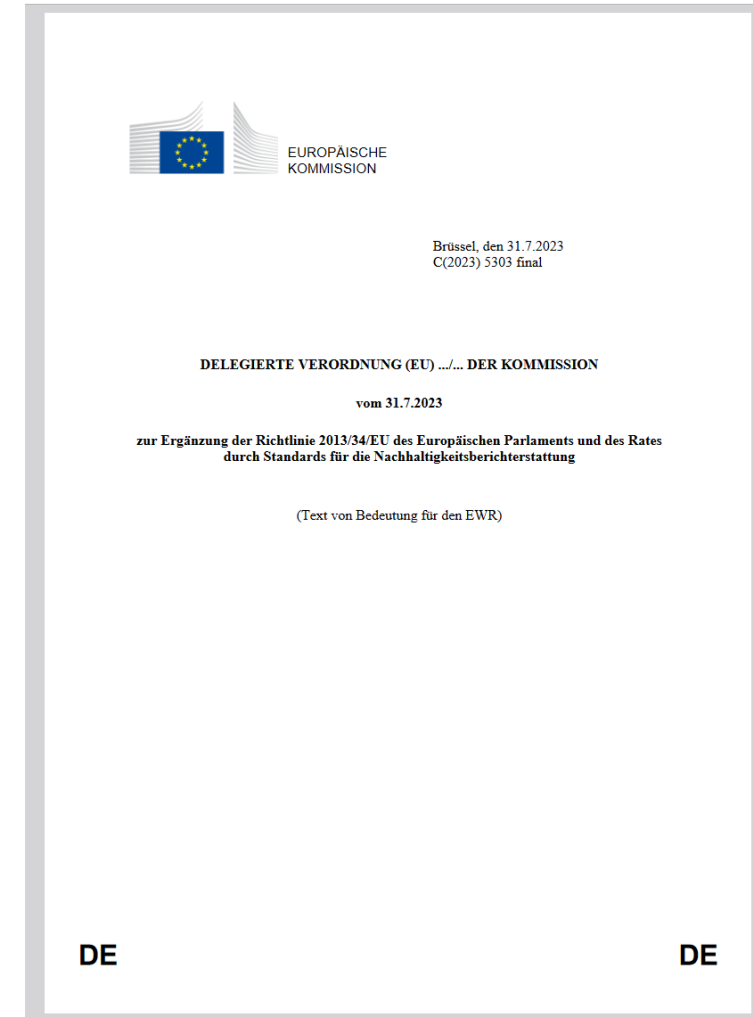 EUROPÄISCHE
KOMMISSION
Brüssel, den 31.7.2023
C(2023) 5303 final
DELEGIERTE VERORDNUNG (EU) .../... DER KOMMISSION
vom 31.7.2023
zur Ergänzung der Richtlinie 2013/34/EU des Europäischen Parlaments und des Rates
durch Standards für die Nachhaltigkeitsberichterstattung
(Text von Bedeutung für den EWR)
DE DE